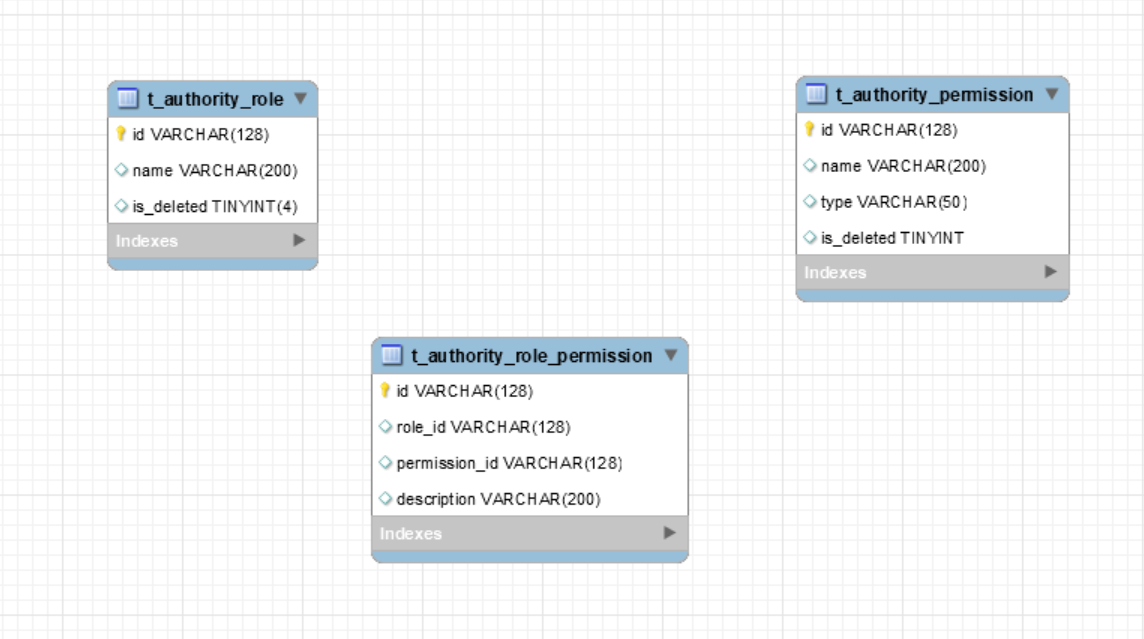 t_authority_role
id VARCHAR(128)
name VARCHAR(200)
is_deleted TINYINT(4)
Indexes
t_authority_permission
id VARCHAR(128)
name VARCHAR(200)
type VARCHAR(50)
is_deleted TINYINT
Indexes
t_authority_role_permission
id VARCHAR(128)
role_id VARCHAR(128)
permission_id VARCHAR(128)
description VARCHAR(200)
Indexes